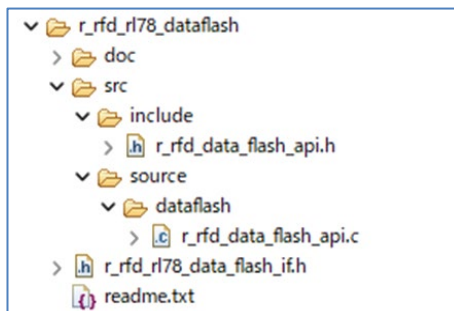 r_rfd_rl78_dataflash
doc
src
include
r_rfd_data_flash_api.h
source
dataflash
r_rfd_data_flash_api.c
r_rfd_rl78_data_flash_if.h
readme.txt